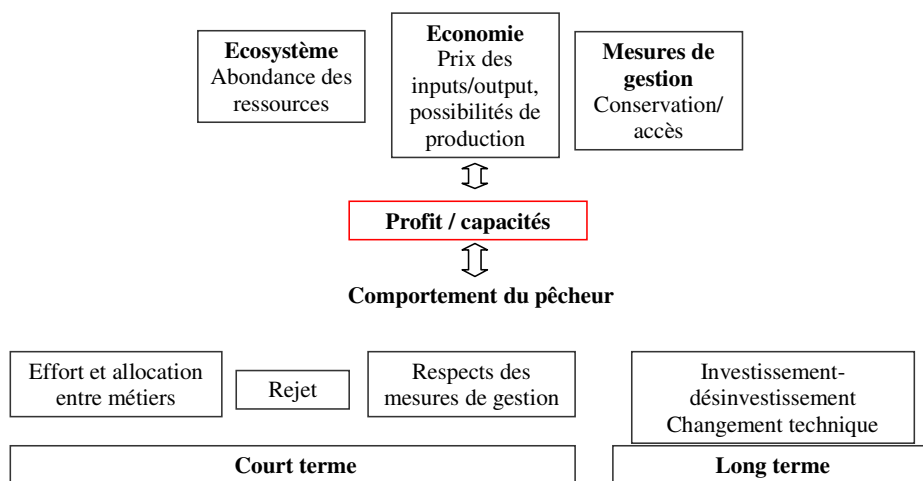 Ecosystème
Abondance des
ressources
Economie
Prix des
inputs/output,
possibilités de
production
Mesures de
gestion
Conservation/
accès
Profit / capacités
Comportement du pêcheur
Effort et allocation
entre métiers
Rejet
Respects des
mesures de gestion
Investissement-
désinvestissement
Changement technique
Court terme
Long terme